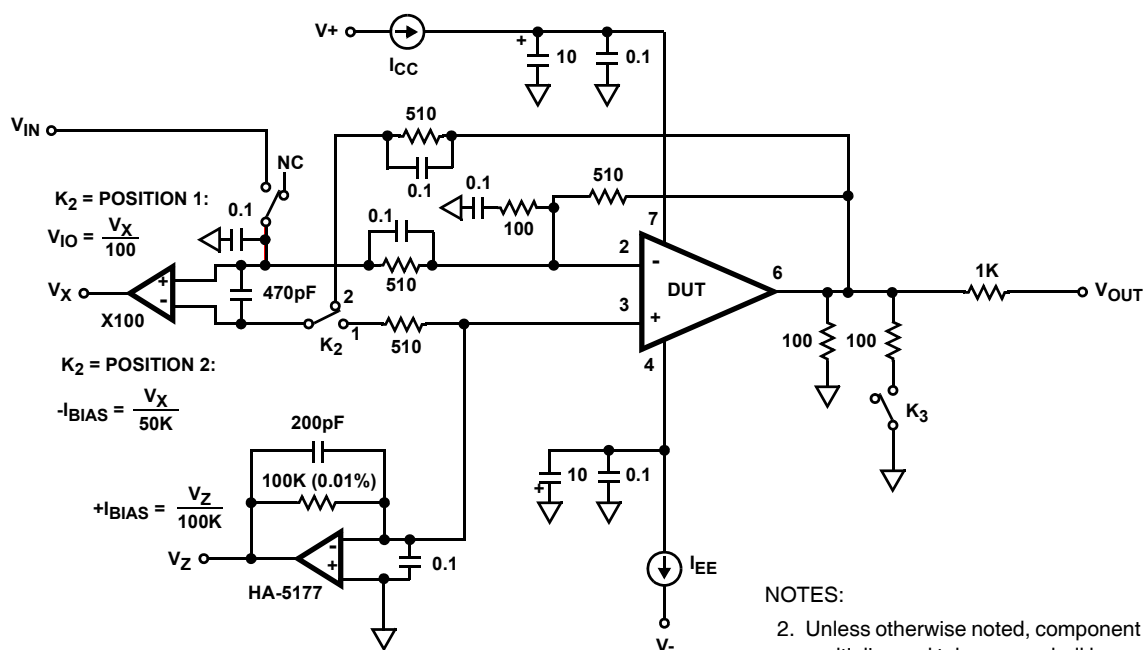 V+
ICC
+
10
0.1
VIN
NC
510
0.1
510
K2 = POSITION 1:
VIO = VX
100
0.1
0.1
100
0.1
510
7
2
-
6
DUT
3
+
4
1K
VOUT
VX
+
-
X100
470pF
2
1
K2
510
100
100
K3
K2 = POSITION 2:
-IBIAS = VX
50K
200pF
100K (0.01%)
+IBIAS = VZ
100K
-
+
0.1
VZ
HA-5177
10
+
0.1
IEE
V-
NOTES:
2. Unless otherwise noted, component